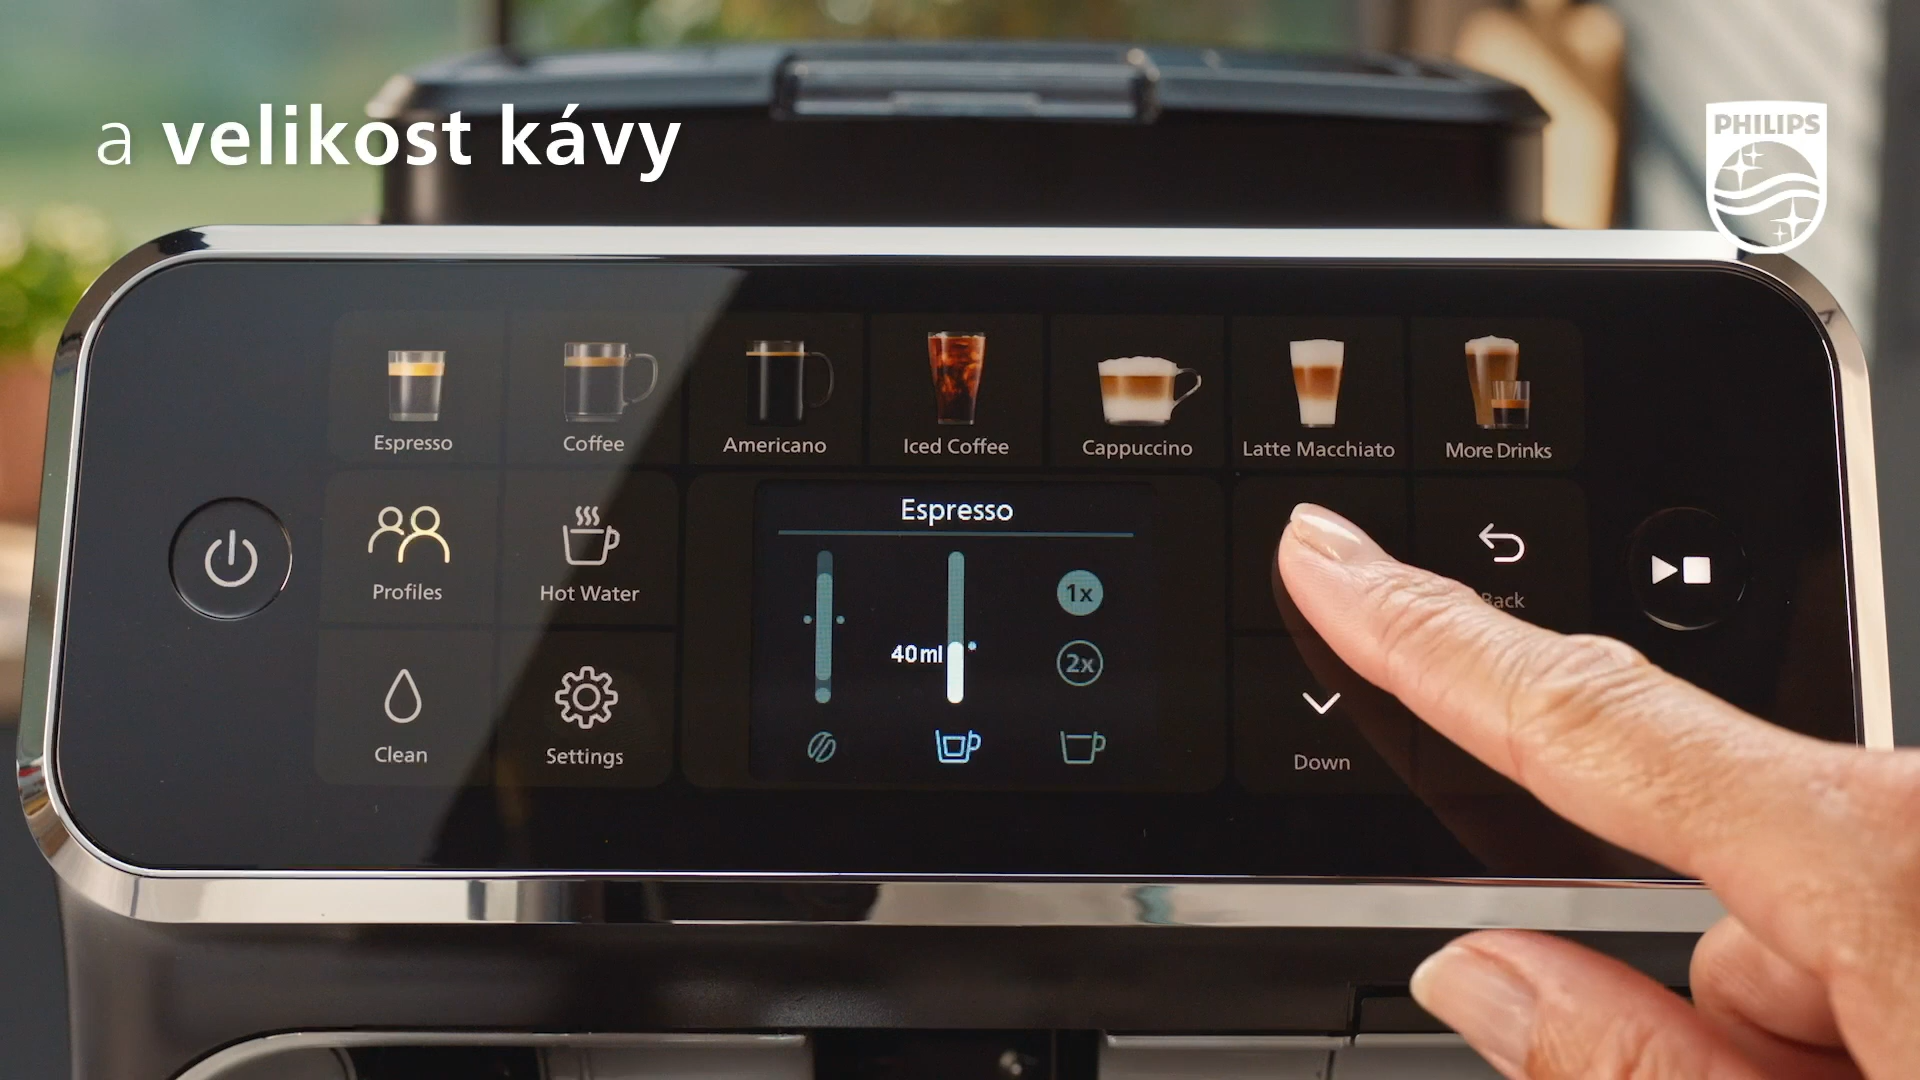 a velikost kávy
PHILIPS
Espresso
Coffee
Americano
Iced Coffee
Cappuccino
Latte Macchiato
More Drinks
Profiles
Hot Water
Espresso
40ml
1x
2x
Back
Clean
Settings
Down